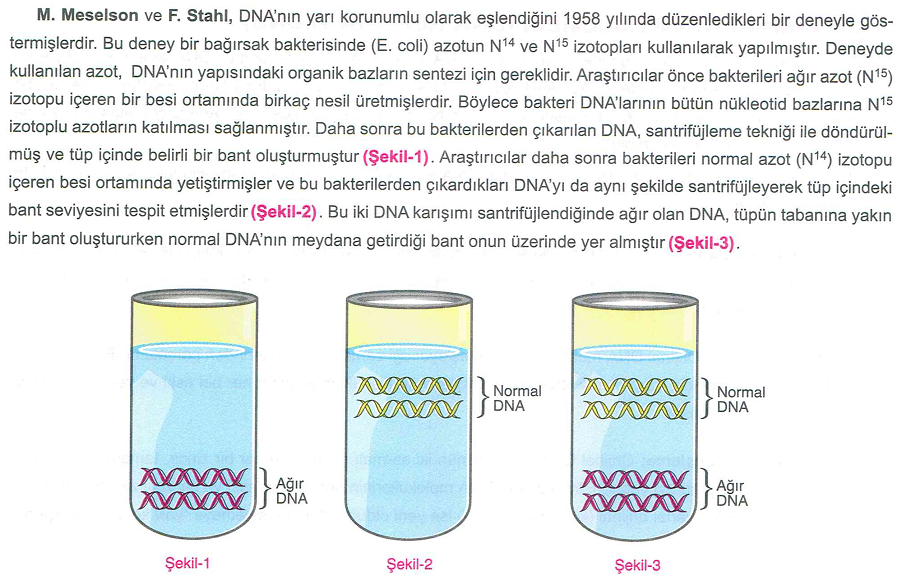 M. Meselson ve F. Stahl, DNA'nın yarı korunumlu olarak eşlendiğini 1958 yılında düzenledikleri bir deneyle gös-
termişlerdir. Bu deney bir bağırsak bakterisinde (E. coli) azotun N¹⁴ ve N¹⁵ izotopları kullanılarak yapılmıştır. Deneyde
kullanılan azot, DNA'nın yapısındaki organik bazların sentezi için gereklidir. Araştırıcılar önce bakterileri ağır azot (N¹⁵)
izotopu içeren bir besi ortamında birkaç nesil üretmişlerdir. Böylece bakteri DNA'larının bütün nükleotid bazlarına N¹⁵
izotoplu azotların katılması sağlanmıştır. Daha sonra bu bakterilerden çıkarılan DNA, santrifüjleme tekniği ile döndürül-
müş ve tüp içinde belirli bir bant oluşturmuştur (Şekil-1). Araştırıcılar daha sonra bakterileri normal azot (N¹⁴) izotopu
içeren besi ortamında yetiştirmişler ve bu bakterilerden çıkardıkları DNA'yı da aynı şekilde santrifüjleyerek tüp içindeki
bant seviyesini tespit etmişlerdir (Şekil-2). Bu iki DNA karışımı santrifüjlendiğinde ağır olan DNA, tüpün tabanına yakın
bir bant oluştururken normal DNA'nın meydana getirdiği bant onun üzerinde yer almıştır (Şekil-3).
Normal
DNA
Normal
DNA
Ağır
DNA
Ağır
DNA
Şekil-1
Şekil-2
Şekil-3